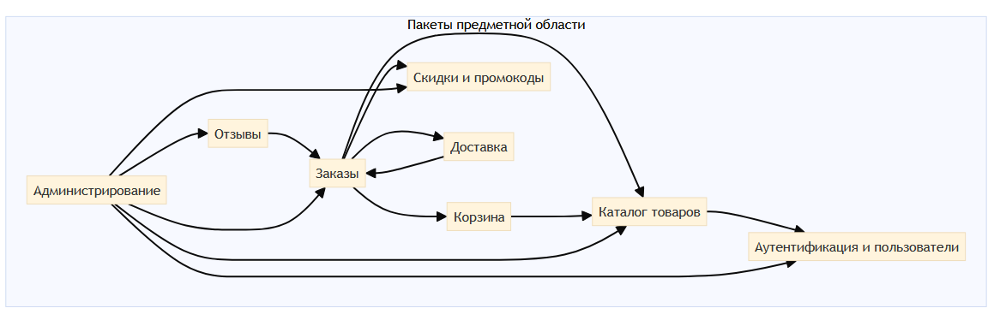 Пакеты предметной области
Скидки и промокоды
Отзывы
Доставка
Заказы
Администрирование
Каталог товаров
Корзина
Аутентификация и пользователи